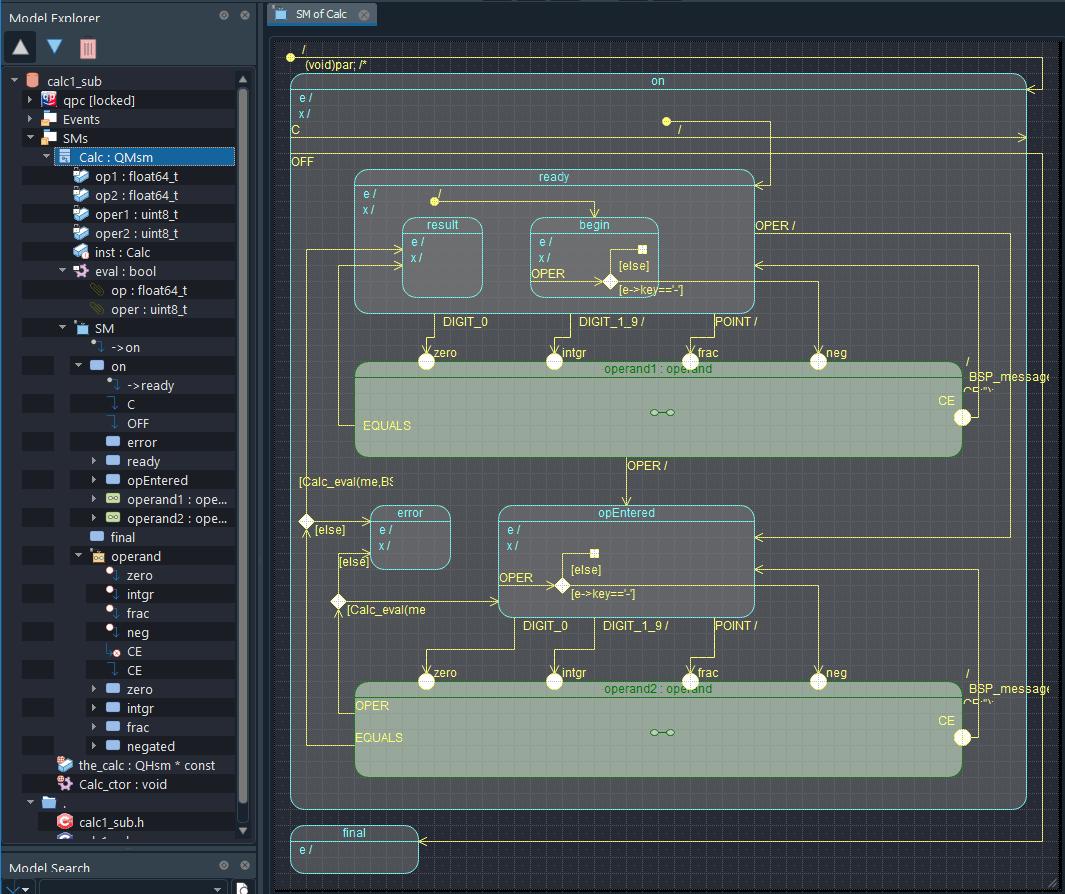 Model Explorer
calc1_sub
qpc [locked]
Events
SMs
Calc : QMsm
op1 : float64_t
op2 : float64_t
oper1 : uint8_t
oper2 : uint8_t
inst : Calc
eval : bool
op : float64_t
oper : uint8_t
SM
->on
on
->ready
C
OFF
error
ready
opEntered
operand1 : ope...
operand2 : ope...
final
operand
zero
intgr
frac
neg
CE
CE
zero
intgr
frac
negated
the_calc : QHsm * const
Calc_ctor : void
.
calc1_sub.h
Model Search
SM of Calc
/
(void)par; /*
on
e /
x /
C
/
OFF
ready
e /
x /
/
OPER /
result
e /
x /
begin
e /
x /
[else]
OPER
[e->key=='-']
DIGIT_0
DIGIT_1_9 /
POINT /
zero
intgr
frac
neg
/
BSP_message
operand1 : operand
CE
EQUALS
OPER /
[Calc_eval(me,BS
[else]
error
e /
x /
[else]
opEntered
e /
x /
[else]
OPER
[e->key=='-']
[Calc_eval(me
DIGIT_0
DIGIT_1_9 /
POINT /
zero
intgr
frac
neg
/
BSP_message
operand2 : operand
OPER
CE
EQUALS
final
e /